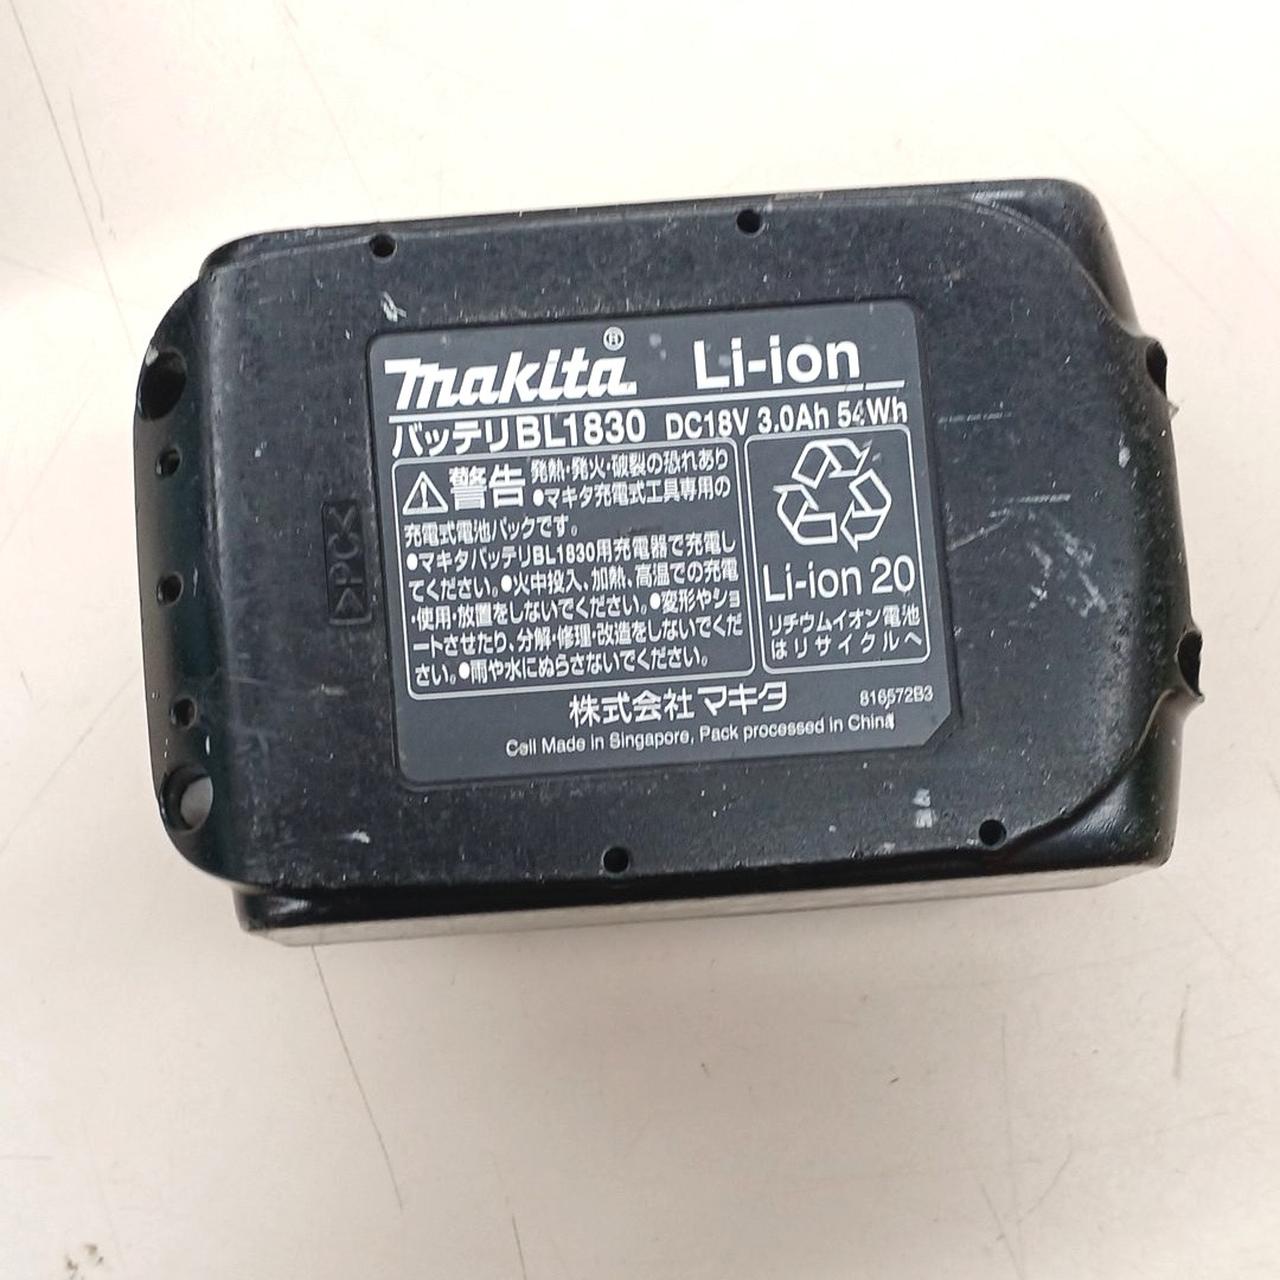 makita® Li-ion
バッテリBL1830 DC18V 3.0Ah 54Wh
警告 発熱・発火・破裂の恐れあり
●マキタ充電式工具専用の
充電式電池パックです。
●マキタバッテリBL1830用充電器で充電し
てください。●火中投入、加熱、高温での充電
・使用・放置をしないでください。●変形やショ
ートさせたり、分解・修理・改造をしないでくだ
さい。●雨や水にぬらさないでください。
Li-ion 20
リチウムイオン電池
はリサイクルへ
株式会社マキタ
816572B3
Cell Made in Singapore, Pack processed in China
>PC<